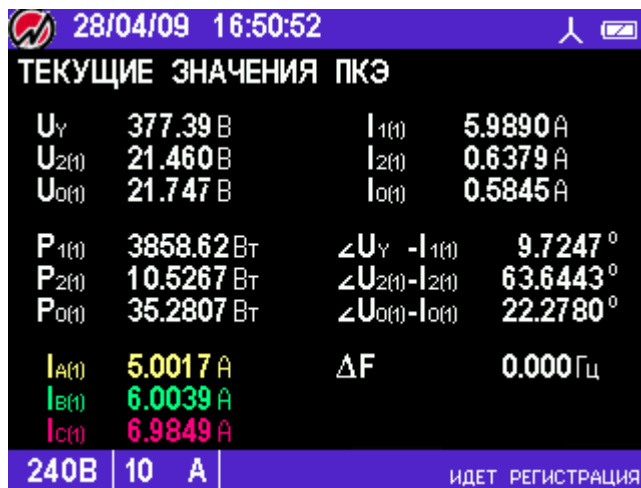 28/04/09 16:50:52
ТЕКУЩИЕ ЗНАЧЕНИЯ ПКЭ
UY 377.39 В I1(1) 5.9890 А
U2(1) 21.460 В I2(1) 0.6379 А
U0(1) 21.747 В I0(1) 0.5845 А
P1(1) 3858.62 Вт ∠UY -I1(1) 9.7247 °
P2(1) 10.5267 Вт ∠U2(1)-I2(1) 63.6443 °
P0(1) 35.2807 Вт ∠U0(1)-I0(1) 22.2780 °
IA(1) 5.0017 А ΔF 0.000 Гц
IB(1) 6.0039 А
IC(1) 6.9849 А
240В 10 А ИДЕТ РЕГИСТРАЦИЯ